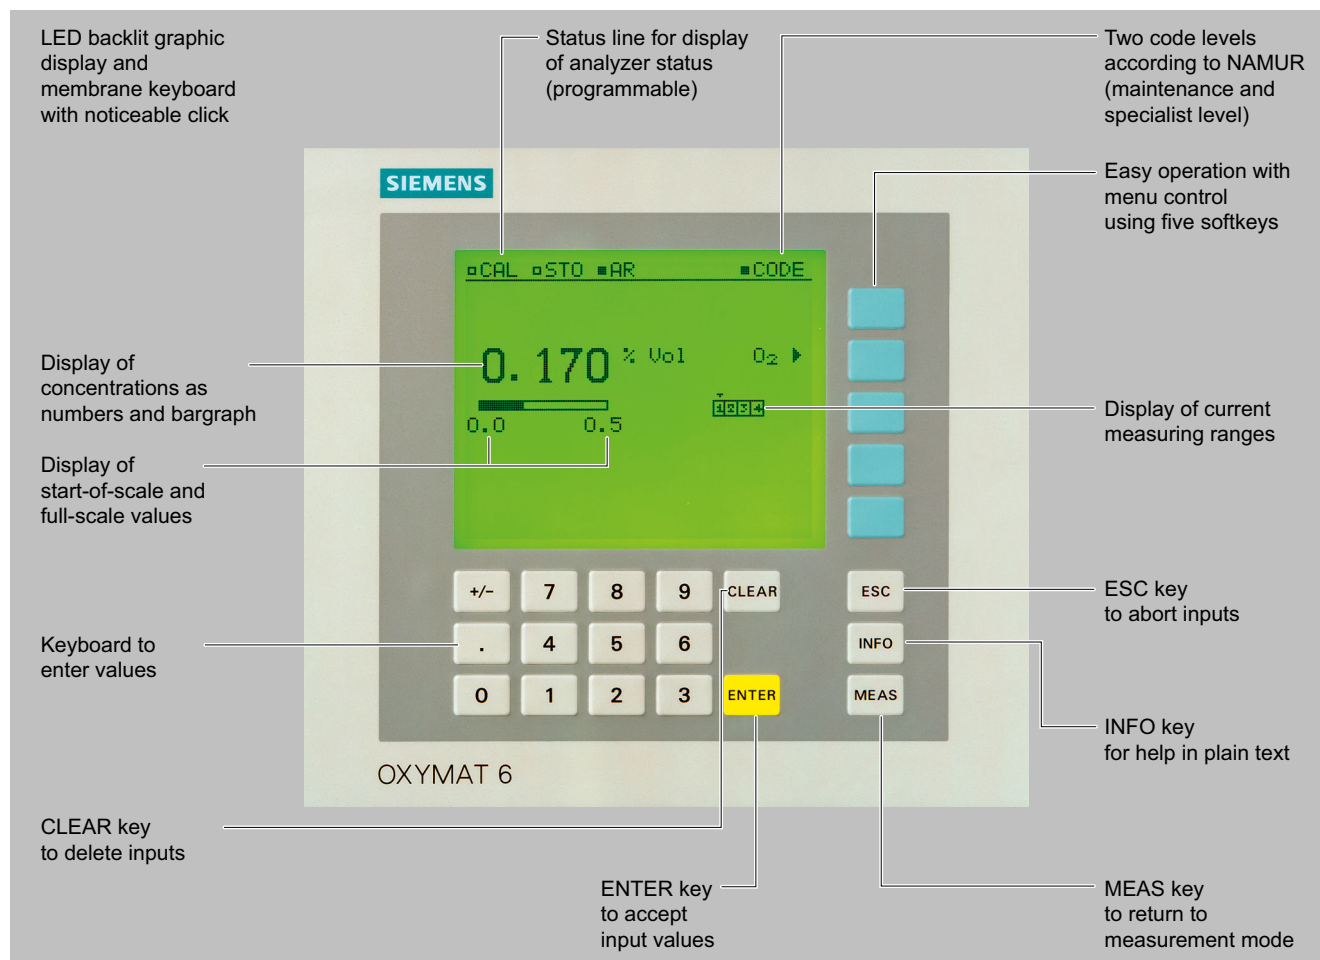 LED backlit graphic
display and
membrane keyboard
with noticeable click
Status line for display
of analyzer status
(programmable)
Two code levels
according to NAMUR
(maintenance and
specialist level)
Easy operation with
menu control
using five softkeys
SIEMENS
CAL STO AR CODE
0.170 % Vol O₂
1 2 3 4
0.0 0.5
Display of
concentrations as
numbers and bargraph
Display of
start-of-scale and
full-scale values
Display of current
measuring ranges
+/- 7 8 9 CLEAR ESC
. 4 5 6 INFO
0 1 2 3 ENTER MEAS
Keyboard to
enter values
ESC key
to abort inputs
INFO key
for help in plain text
OXYMAT 6
CLEAR key
to delete inputs
ENTER key
to accept
input values
MEAS key
to return to
measurement mode